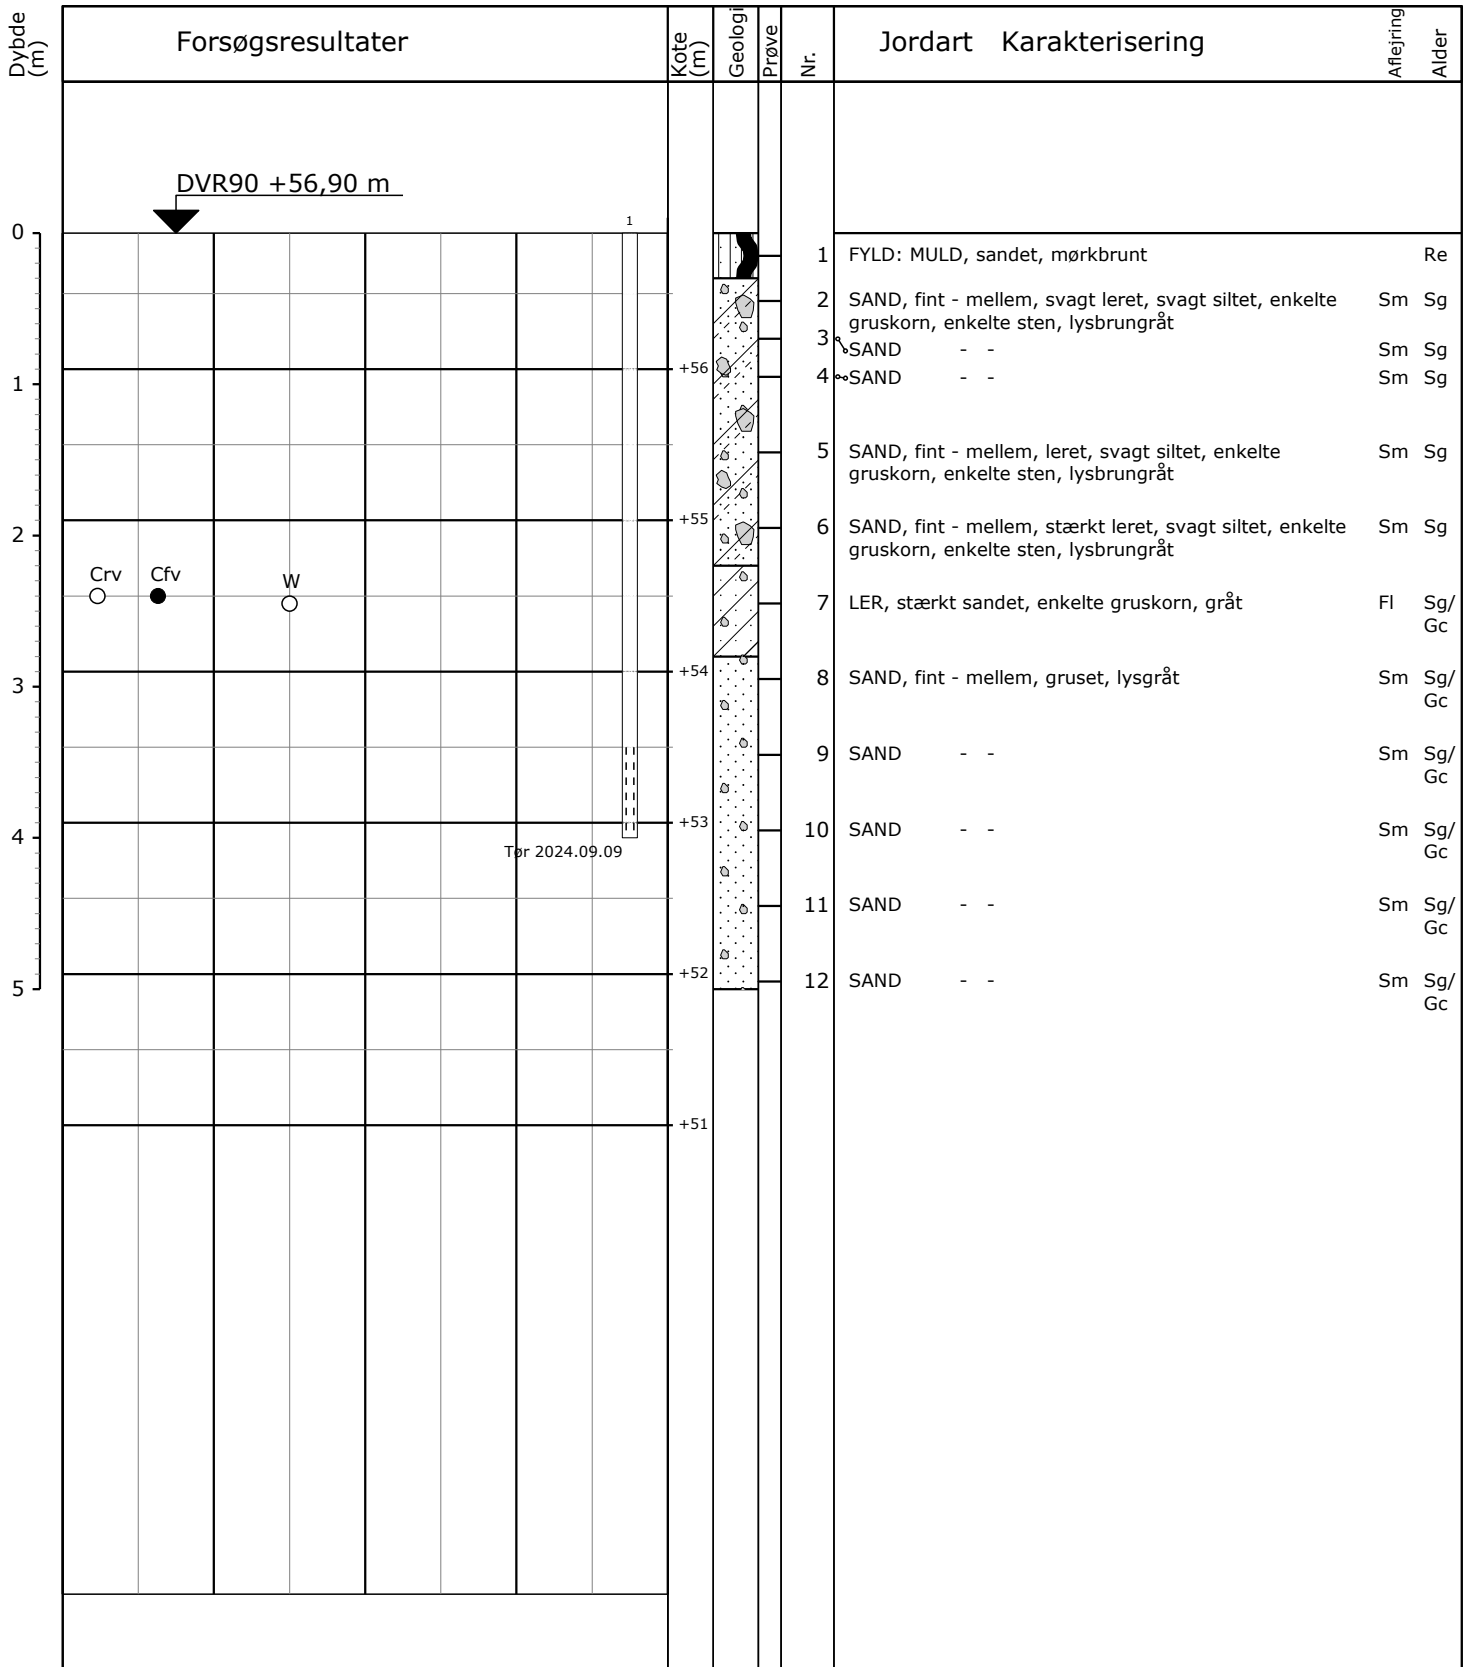 Dybde
(m)
Forsøgsresultater
Kote
(m)
Geologi
Prøve
Nr.
Jordart Karakterisering
Aflejring
Alder
DVR90 +56,90 m
1
0
1
2
3
4
5
Crv
Cfv
W
Tør 2024.09.09
+56
+55
+54
+53
+52
+51
1 FYLD: MULD, sandet, mørkbrunt Re
2 SAND, fint - mellem, svagt leret, svagt siltet, enkelte Sm Sg
gruskorn, enkelte sten, lysbrungråt
3 SAND - - Sm Sg
4 SAND - - Sm Sg
5 SAND, fint - mellem, leret, svagt siltet, enkelte Sm Sg
gruskorn, enkelte sten, lysbrungråt
6 SAND, fint - mellem, stærkt leret, svagt siltet, enkelte Sm Sg
gruskorn, enkelte sten, lysbrungråt
7 LER, stærkt sandet, enkelte gruskorn, gråt Fl Sg/
Gc
8 SAND, fint - mellem, gruset, lysgråt Sm Sg/
Gc
9 SAND - - Sm Sg/
Gc
10 SAND - - Sm Sg/
Gc
11 SAND - - Sm Sg/
Gc
12 SAND - - Sm Sg/
Gc